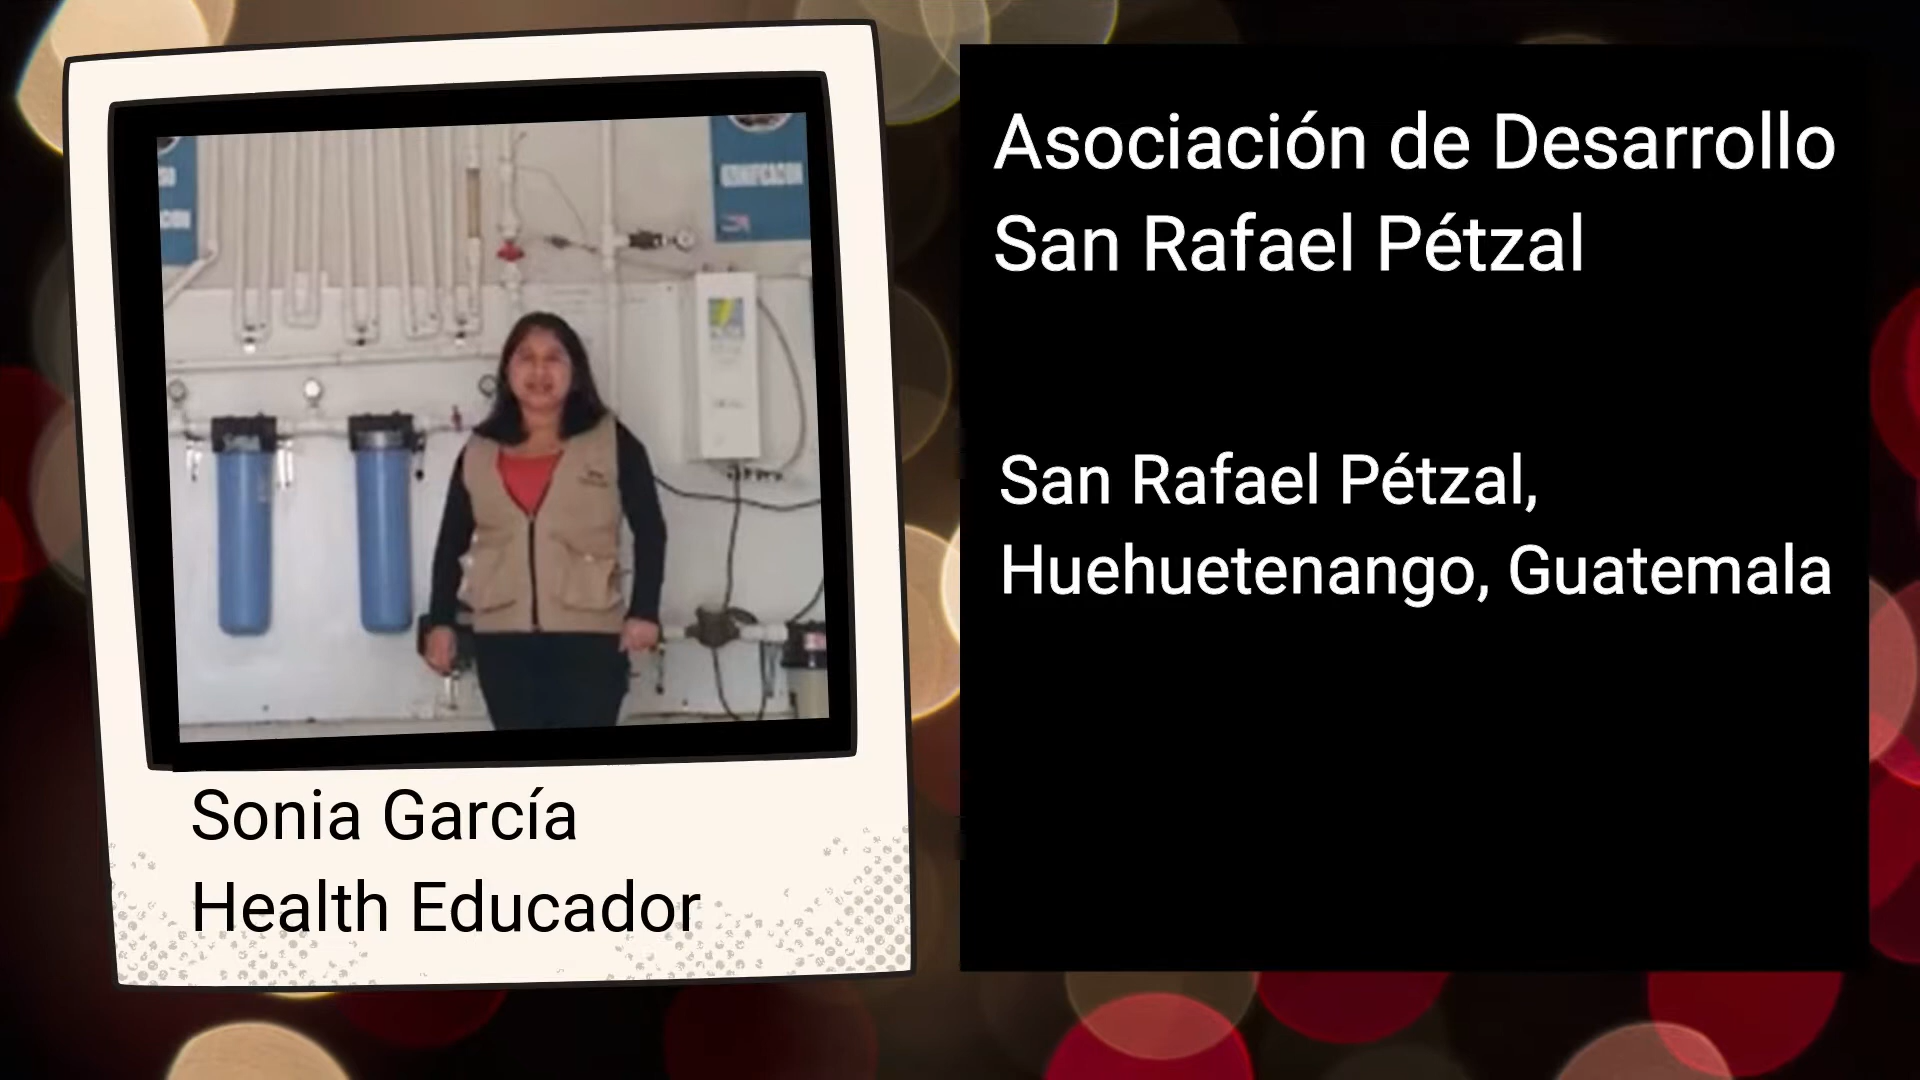 Asociación de Desarrollo
San Rafael Pétzal
San Rafael Pétzal,
Huehuetenango, Guatemala
Sonia García
Health Educador